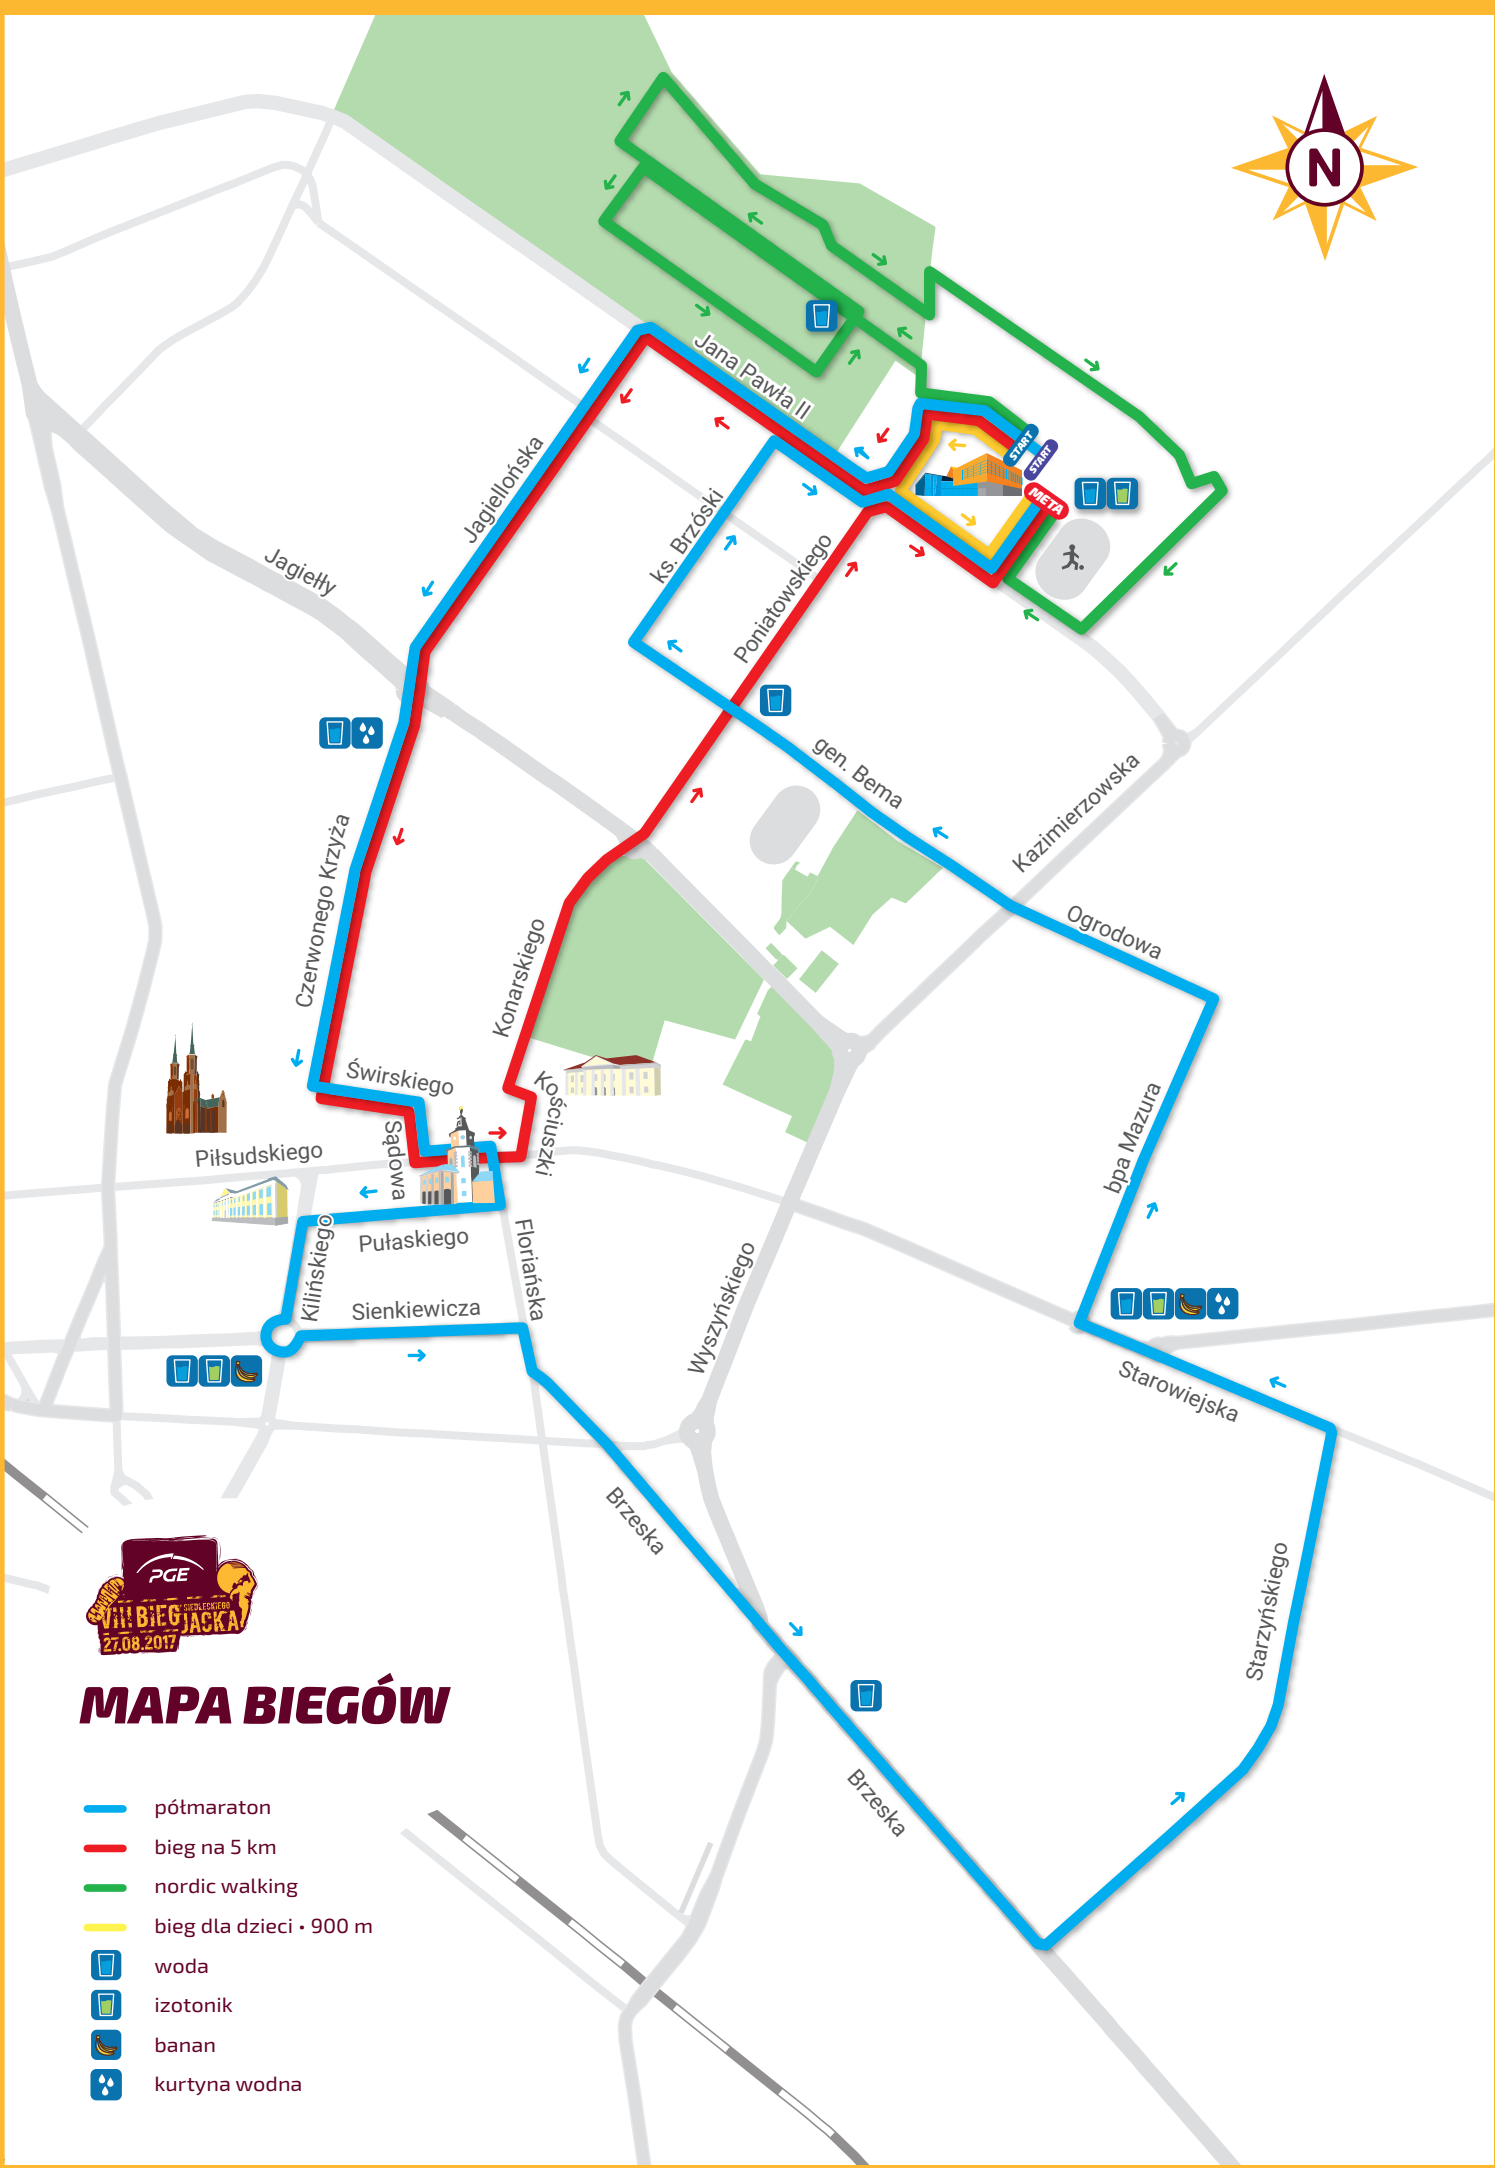 N
Jana Pawła II
START
START
META
Jagiellońska
ks. Brzóski
Jagiełły
Poniatowskiego
gen. Bema
Kazimierzowska
Czerwonego Krzyża
Ogrodowa
Konarskiego
Świrskiego
Kościuszki
bpa Mazura
Sądowa
Piłsudskiego
Pułaskiego
Kilińskiego
Floriańska
Sienkiewicza
Wyszyńskiego
Starowiejska
Brzeska
Starzyńskiego
PGE
VIII BIEG SIEDLECKIEGO JACKA
27.08.2017
MAPA BIEGÓW
Brzeska
półmaraton
bieg na 5 km
nordic walking
bieg dla dzieci • 900 m
woda
izotonik
banan
kurtyna wodna